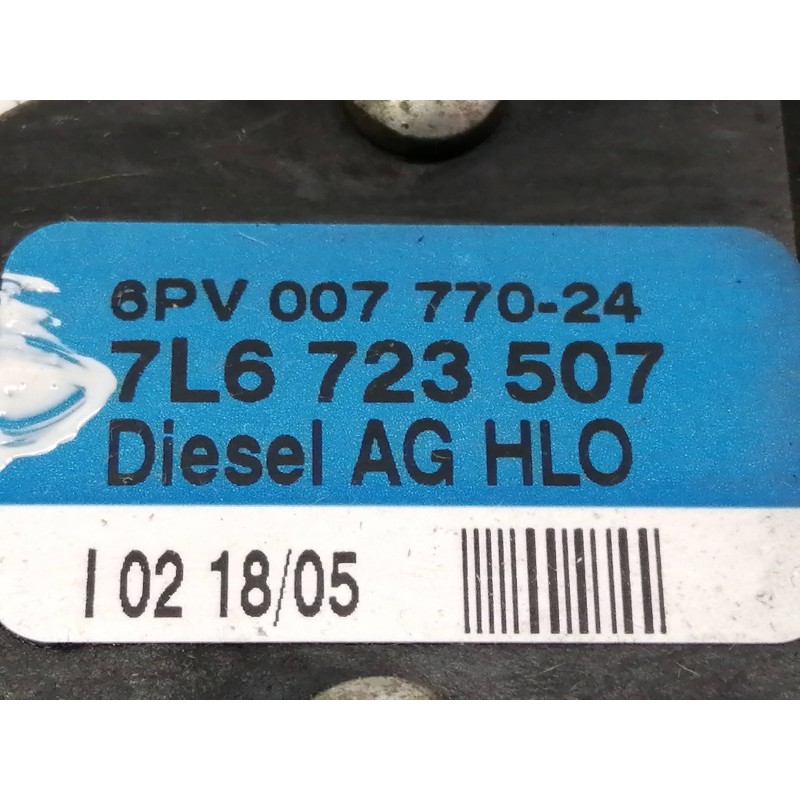 6PV 007 770-24
7L6 723 507
Diesel AG HLO
I 02 18/05